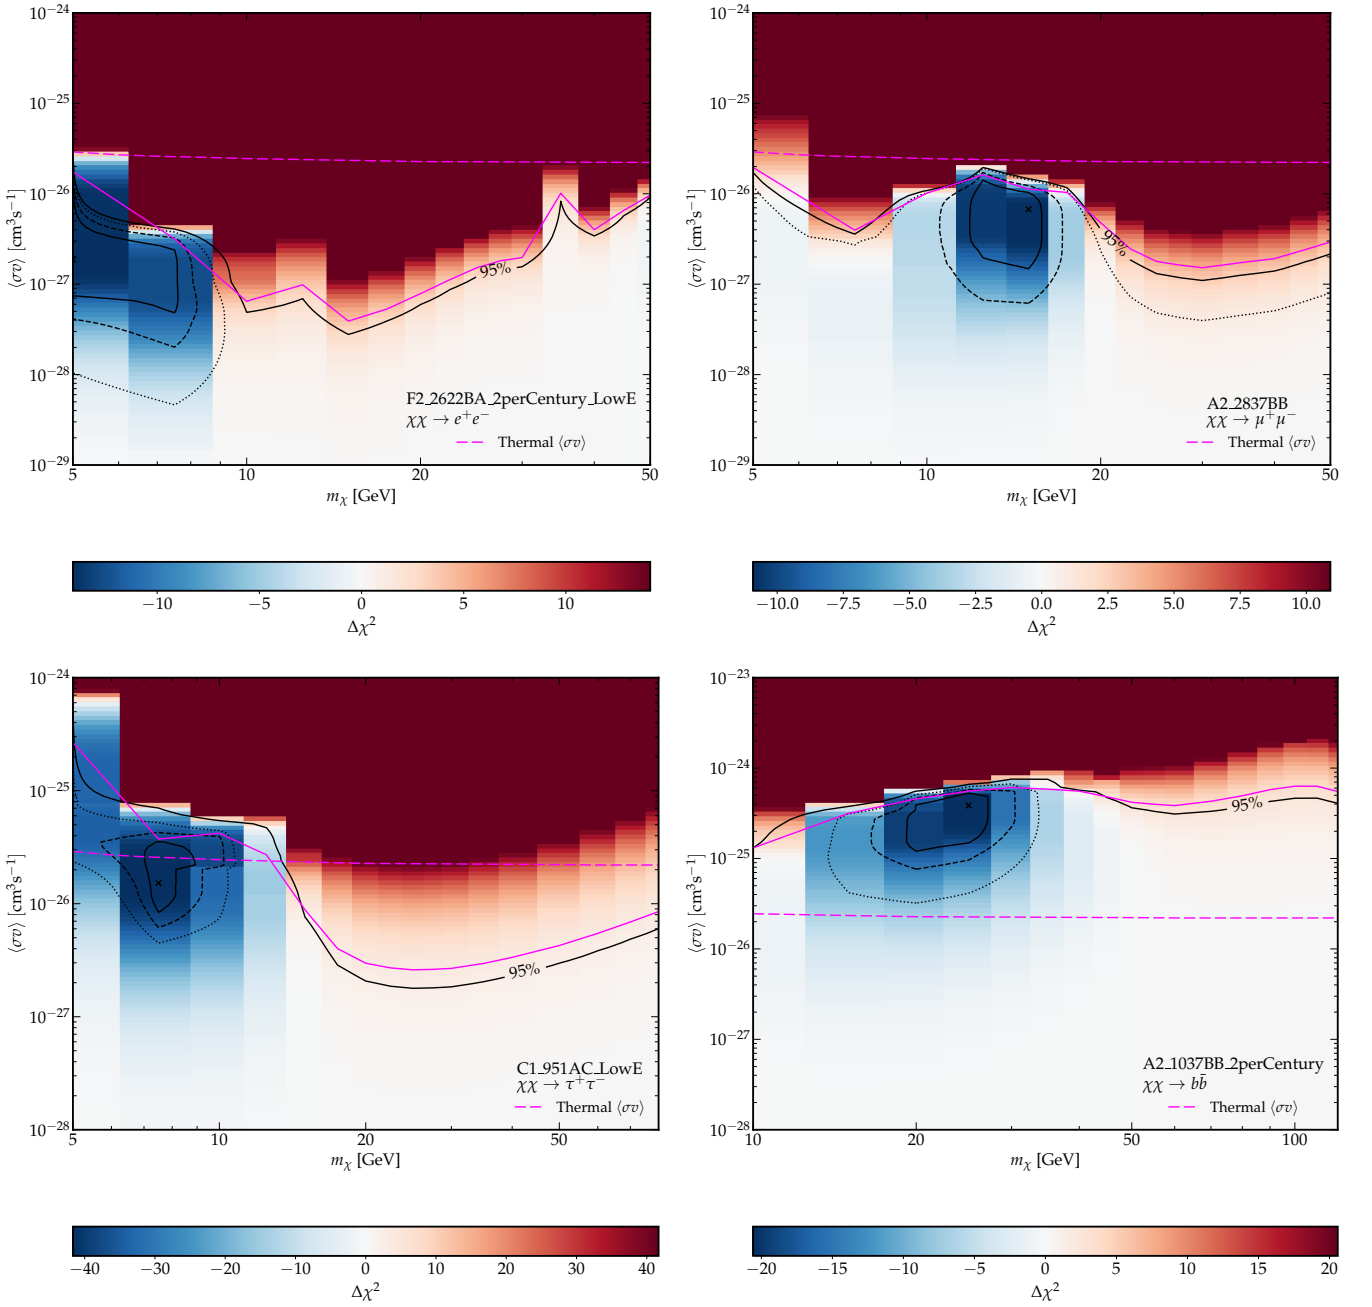 10⁻²⁴
10⁻²⁵
10⁻²⁶
10⁻²⁷
10⁻²⁸
10⁻²⁹
⟨σv⟩ [cm³s⁻¹]
95%
F2_2622BA_2perCentury_LowE
χχ → e⁺e⁻
Thermal ⟨σv⟩
5 10 20 50
m_χ [GeV]
−10 −5 0 5 10
Δχ²
10⁻²⁴
10⁻²⁵
10⁻²⁶
10⁻²⁷
10⁻²⁸
10⁻²⁹
⟨σv⟩ [cm³s⁻¹]
95%
A2_2837BB
χχ → μ⁺μ⁻
Thermal ⟨σv⟩
5 10 20 50
m_χ [GeV]
−10.0 −7.5 −5.0 −2.5 0.0 2.5 5.0 7.5 10.0
Δχ²
10⁻²⁴
10⁻²⁵
10⁻²⁶
10⁻²⁷
10⁻²⁸
⟨σv⟩ [cm³s⁻¹]
95%
C1_951AC_LowE
χχ → τ⁺τ⁻
Thermal ⟨σv⟩
5 10 20 50
m_χ [GeV]
−40 −30 −20 −10 0 10 20 30 40
Δχ²
10⁻²³
10⁻²⁴
10⁻²⁵
10⁻²⁶
10⁻²⁷
10⁻²⁸
⟨σv⟩ [cm³s⁻¹]
95%
A2_1037BB_2perCentury
χχ → bb̄
Thermal ⟨σv⟩
10 20 50 100
m_χ [GeV]
−20 −15 −10 −5 0 5 10 15 20
Δχ²